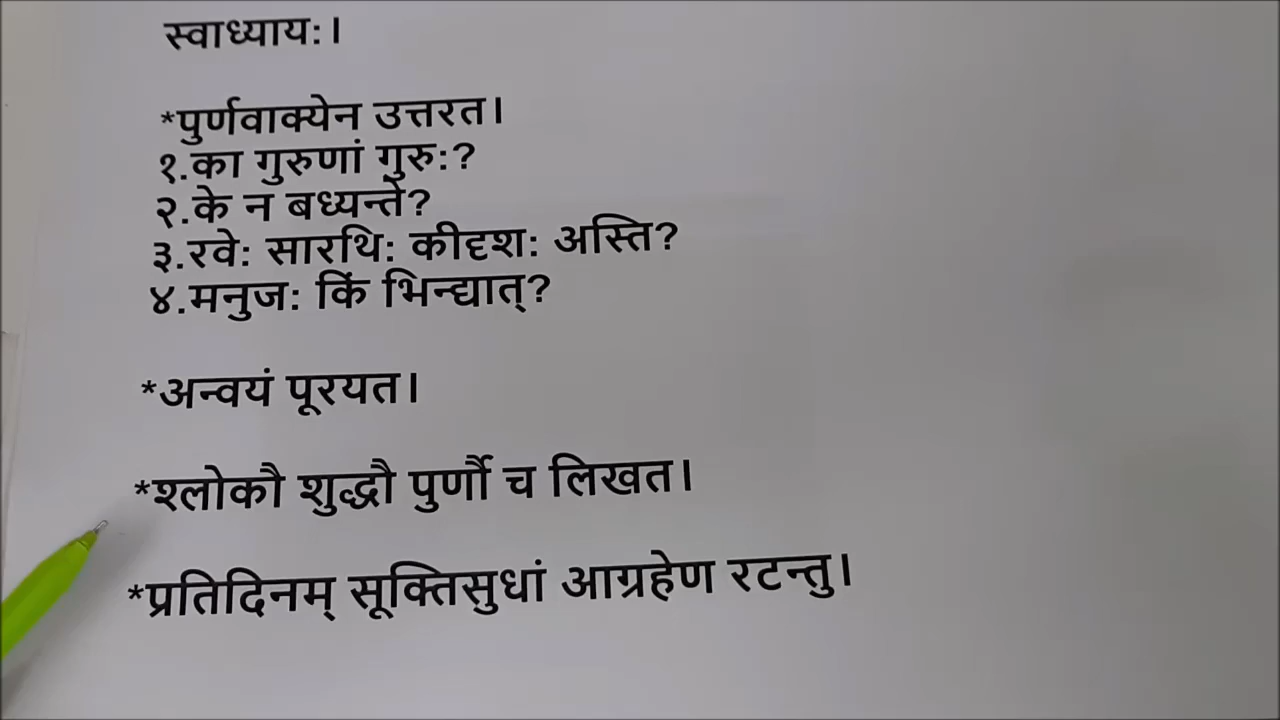 स्वाध्यायः।
*पुर्णवाक्येन उत्तरत।
१.का गुरुणां गुरुः?
२.के न बध्यन्ते?
३.रवेः सारथिः कीदृशः अस्ति?
४.मनुजः किं भिन्द्यात्?
*अन्वयं पूरयत।
*श्लोकौ शुद्धौ पुर्णौ च लिखत।
*प्रतिदिनम् सूक्तिसुधां आग्रहेण रटन्तु।